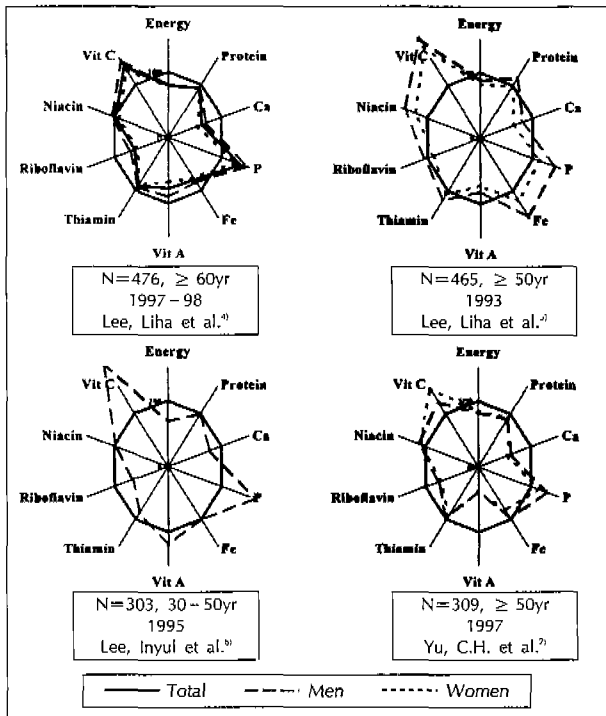 Energy
Vit C
Protein
Niacin
Ca
Riboflavin
P
Thiamin
Fe
Vit A
N=476, ≥ 60yr
1997–98
Lee, Liha et al.⁴⁾
Energy
Vit C
Protein
Niacin
Ca
Riboflavin
P
Thiamin
Fe
Vit A
N=465, ≥ 50yr
1993
Lee, Liha et al.
Energy
Vit C
Protein
Niacin
Ca
Riboflavin
P
Thiamin
Fe
Vit A
N=303, 30–50yr
1995
Lee, Inyul et al.⁶⁾
Energy
Vit C
Protein
Niacin
Ca
Riboflavin
P
Thiamin
Fe
Vit A
N=309, ≥ 50yr
1997
Yu, C.H. et al.⁷⁾
Total Men Women